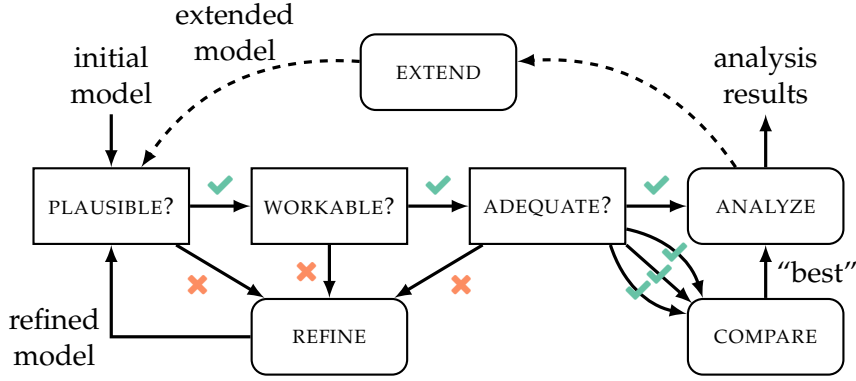 extended
model
initial
model
EXTEND
analysis
results
PLAUSIBLE?
WORKABLE?
ADEQUATE?
ANALYZE
"best"
refined
model
REFINE
COMPARE